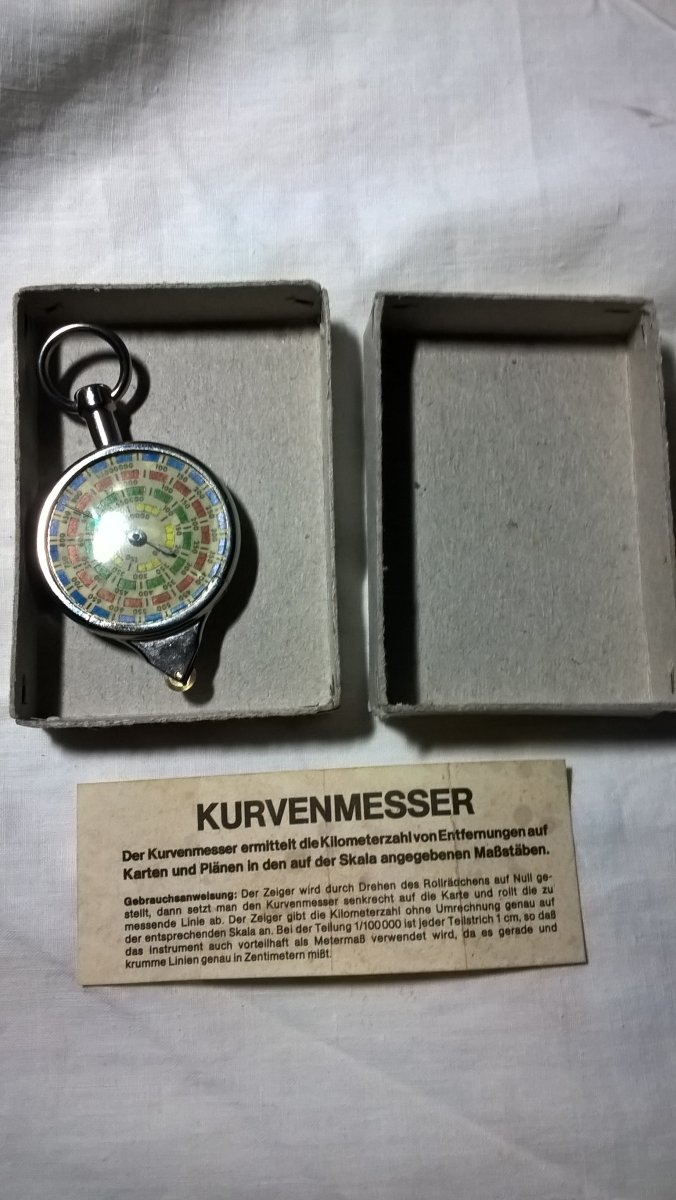 KURVENMESSER
Der Kurvenmesser ermittelt die Kilometerzahl von Entfernungen auf
Karten und Plänen in den auf der Skala angegebenen Maßstäben.
Gebrauchsanweisung: Der Zeiger wird durch Drehen des Rollrädchens auf Null ge-
stellt, dann setzt man den Kurvenmesser senkrecht auf die Karte und rollt die zu
messende Linie ab. Der Zeiger gibt die Kilometerzahl ohne Umrechnung genau auf
der entsprechenden Skala an. Bei der Teilung 1/100000 ist jeder Teilstrich 1 cm, so daß
das Instrument auch vorteilhaft als Metermaß verwendet wird, da es gerade und
krumme Linien genau in Zentimetern mißt.